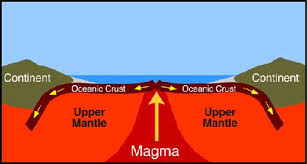 Continent
Oceanic Crust
Oceanic Crust
Continent
Upper
Mantle
Upper
Mantle
Magma